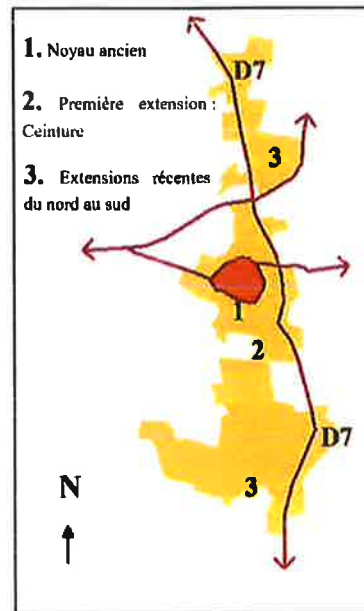 1. Noyau ancien
D7
2. Première extension :
Ceinture
3
3. Extensions récentes
du nord au sud
1
2
D7
3
N